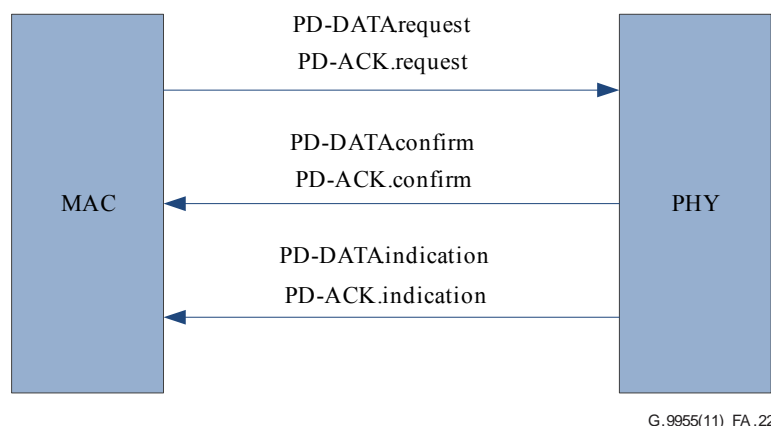 PD-DATArequest
PD-ACK.request
PD-DATAconfirm
PD-ACK.confirm
MAC
PHY
PD-DATAindication
PD-ACK.indication
G.9955(11)_FA.22